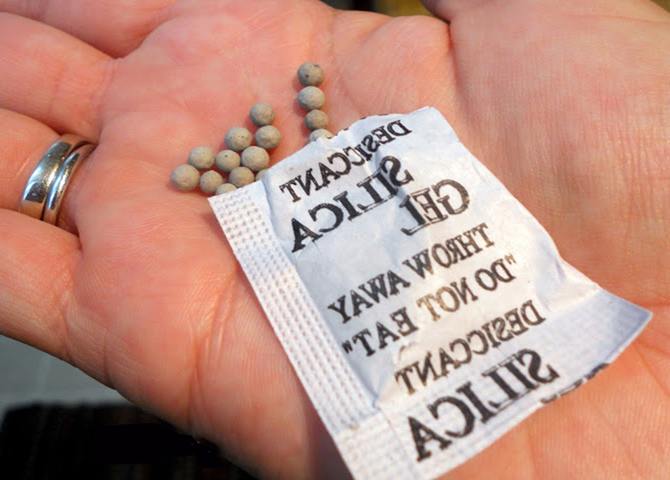 DESICCANT
SILICA
GEL
THROW AWAY
"DO NOT EAT"
DESICCANT
SILICA